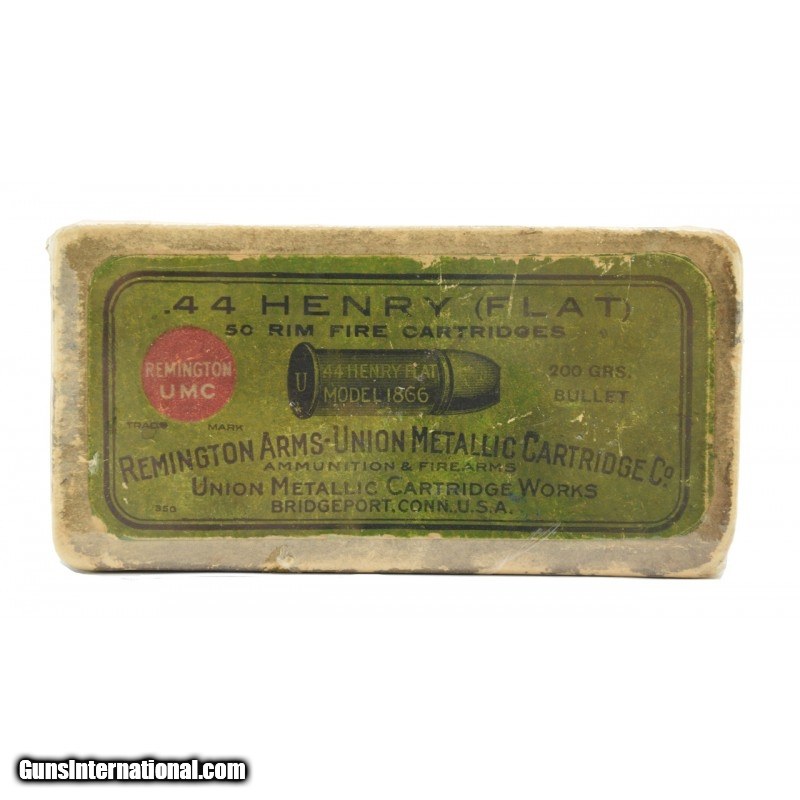 .44 HENRY (FLAT)
50 RIM FIRE CARTRIDGES
REMINGTON
UMC
TRADE MARK
U
.44 HENRY FLAT
MODEL 1866
200 GRS.
BULLET
REMINGTON ARMS-UNION METALLIC CARTRIDGE CO
AMMUNITION & FIREARMS
UNION METALLIC CARTRIDGE WORKS
BRIDGEPORT.CONN.U.S.A.
GunsInternational.com